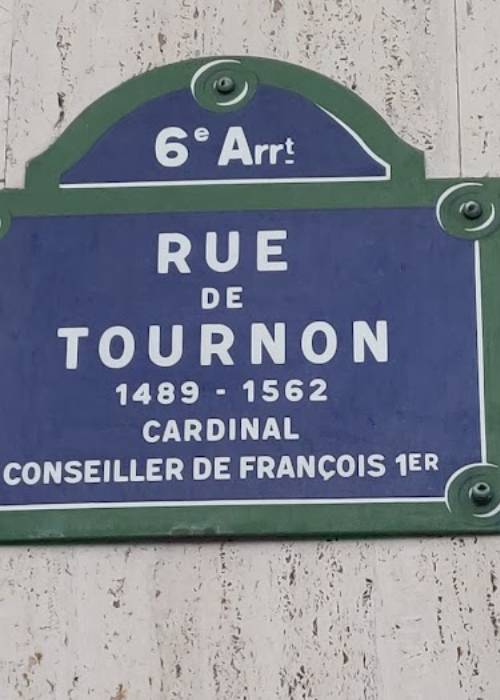 6e Arrt
RUE
DE
TOURNON
1489 - 1562
CARDINAL
CONSEILLER DE FRANÇOIS 1ER